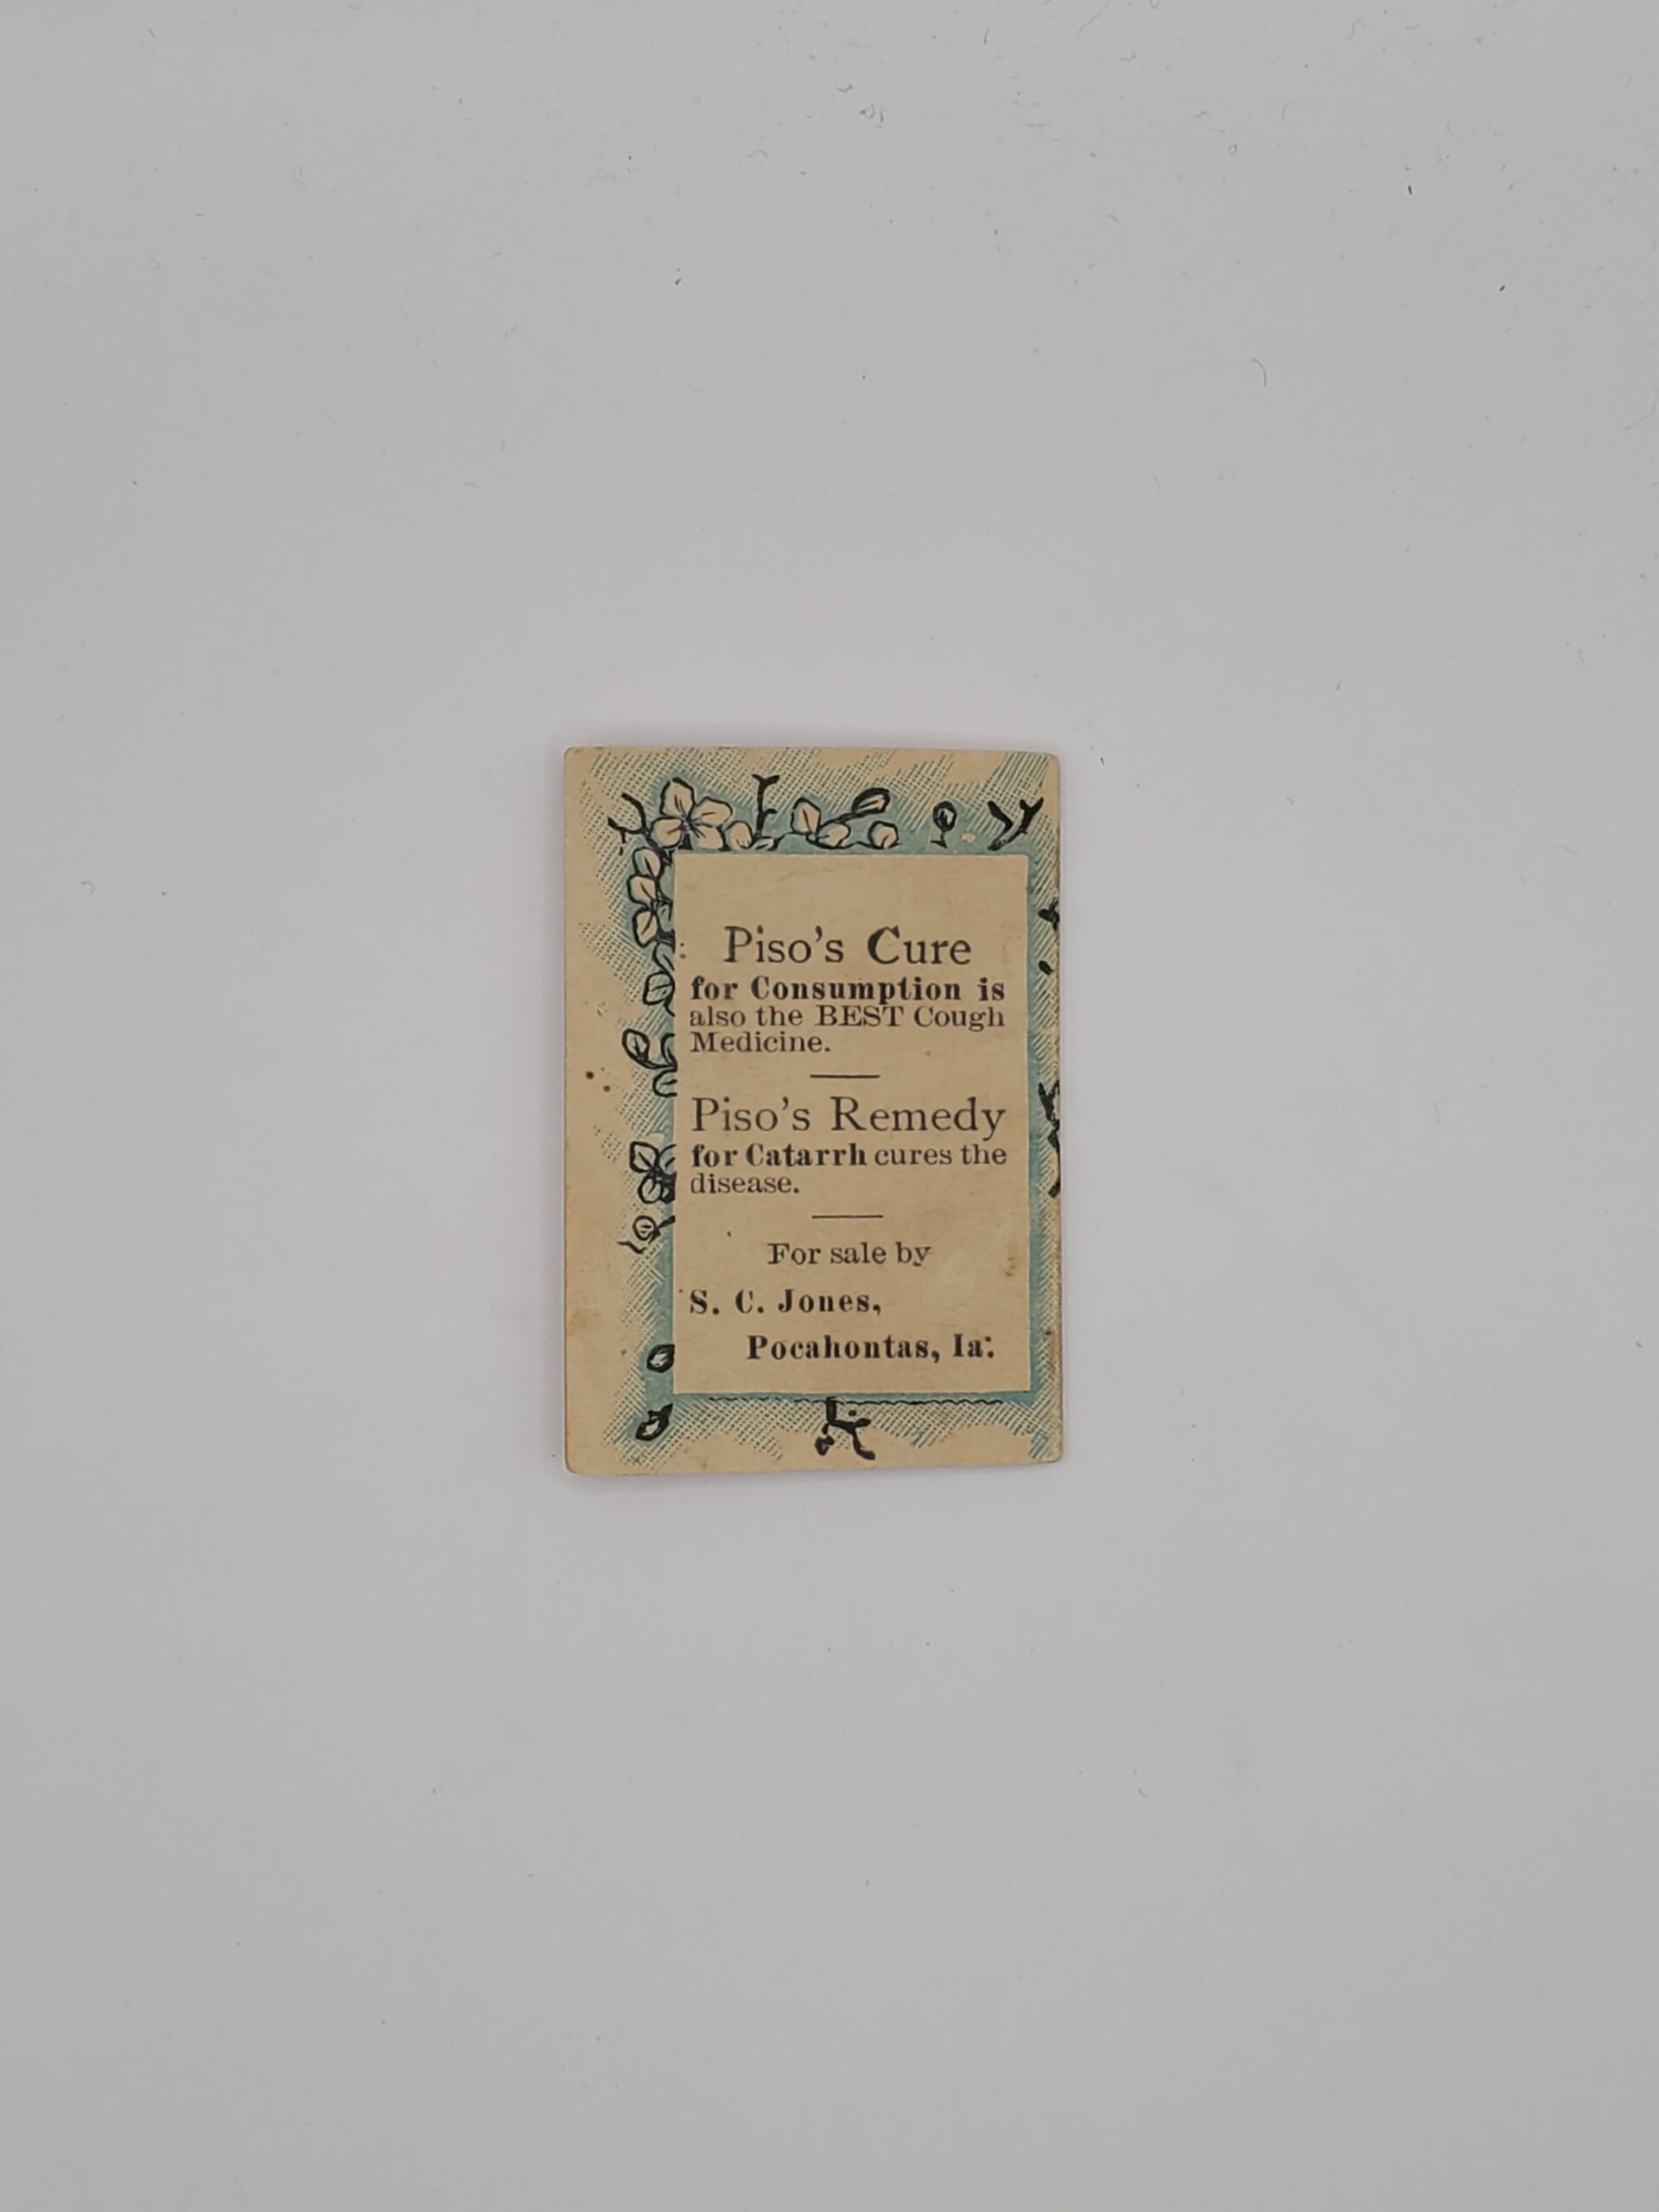 Piso's Cure
for Consumption is
also the BEST Cough
Medicine.
Piso's Remedy
for Catarrh cures the
disease.
For sale by
S. C. Jones,
Pocahontas, Ia.